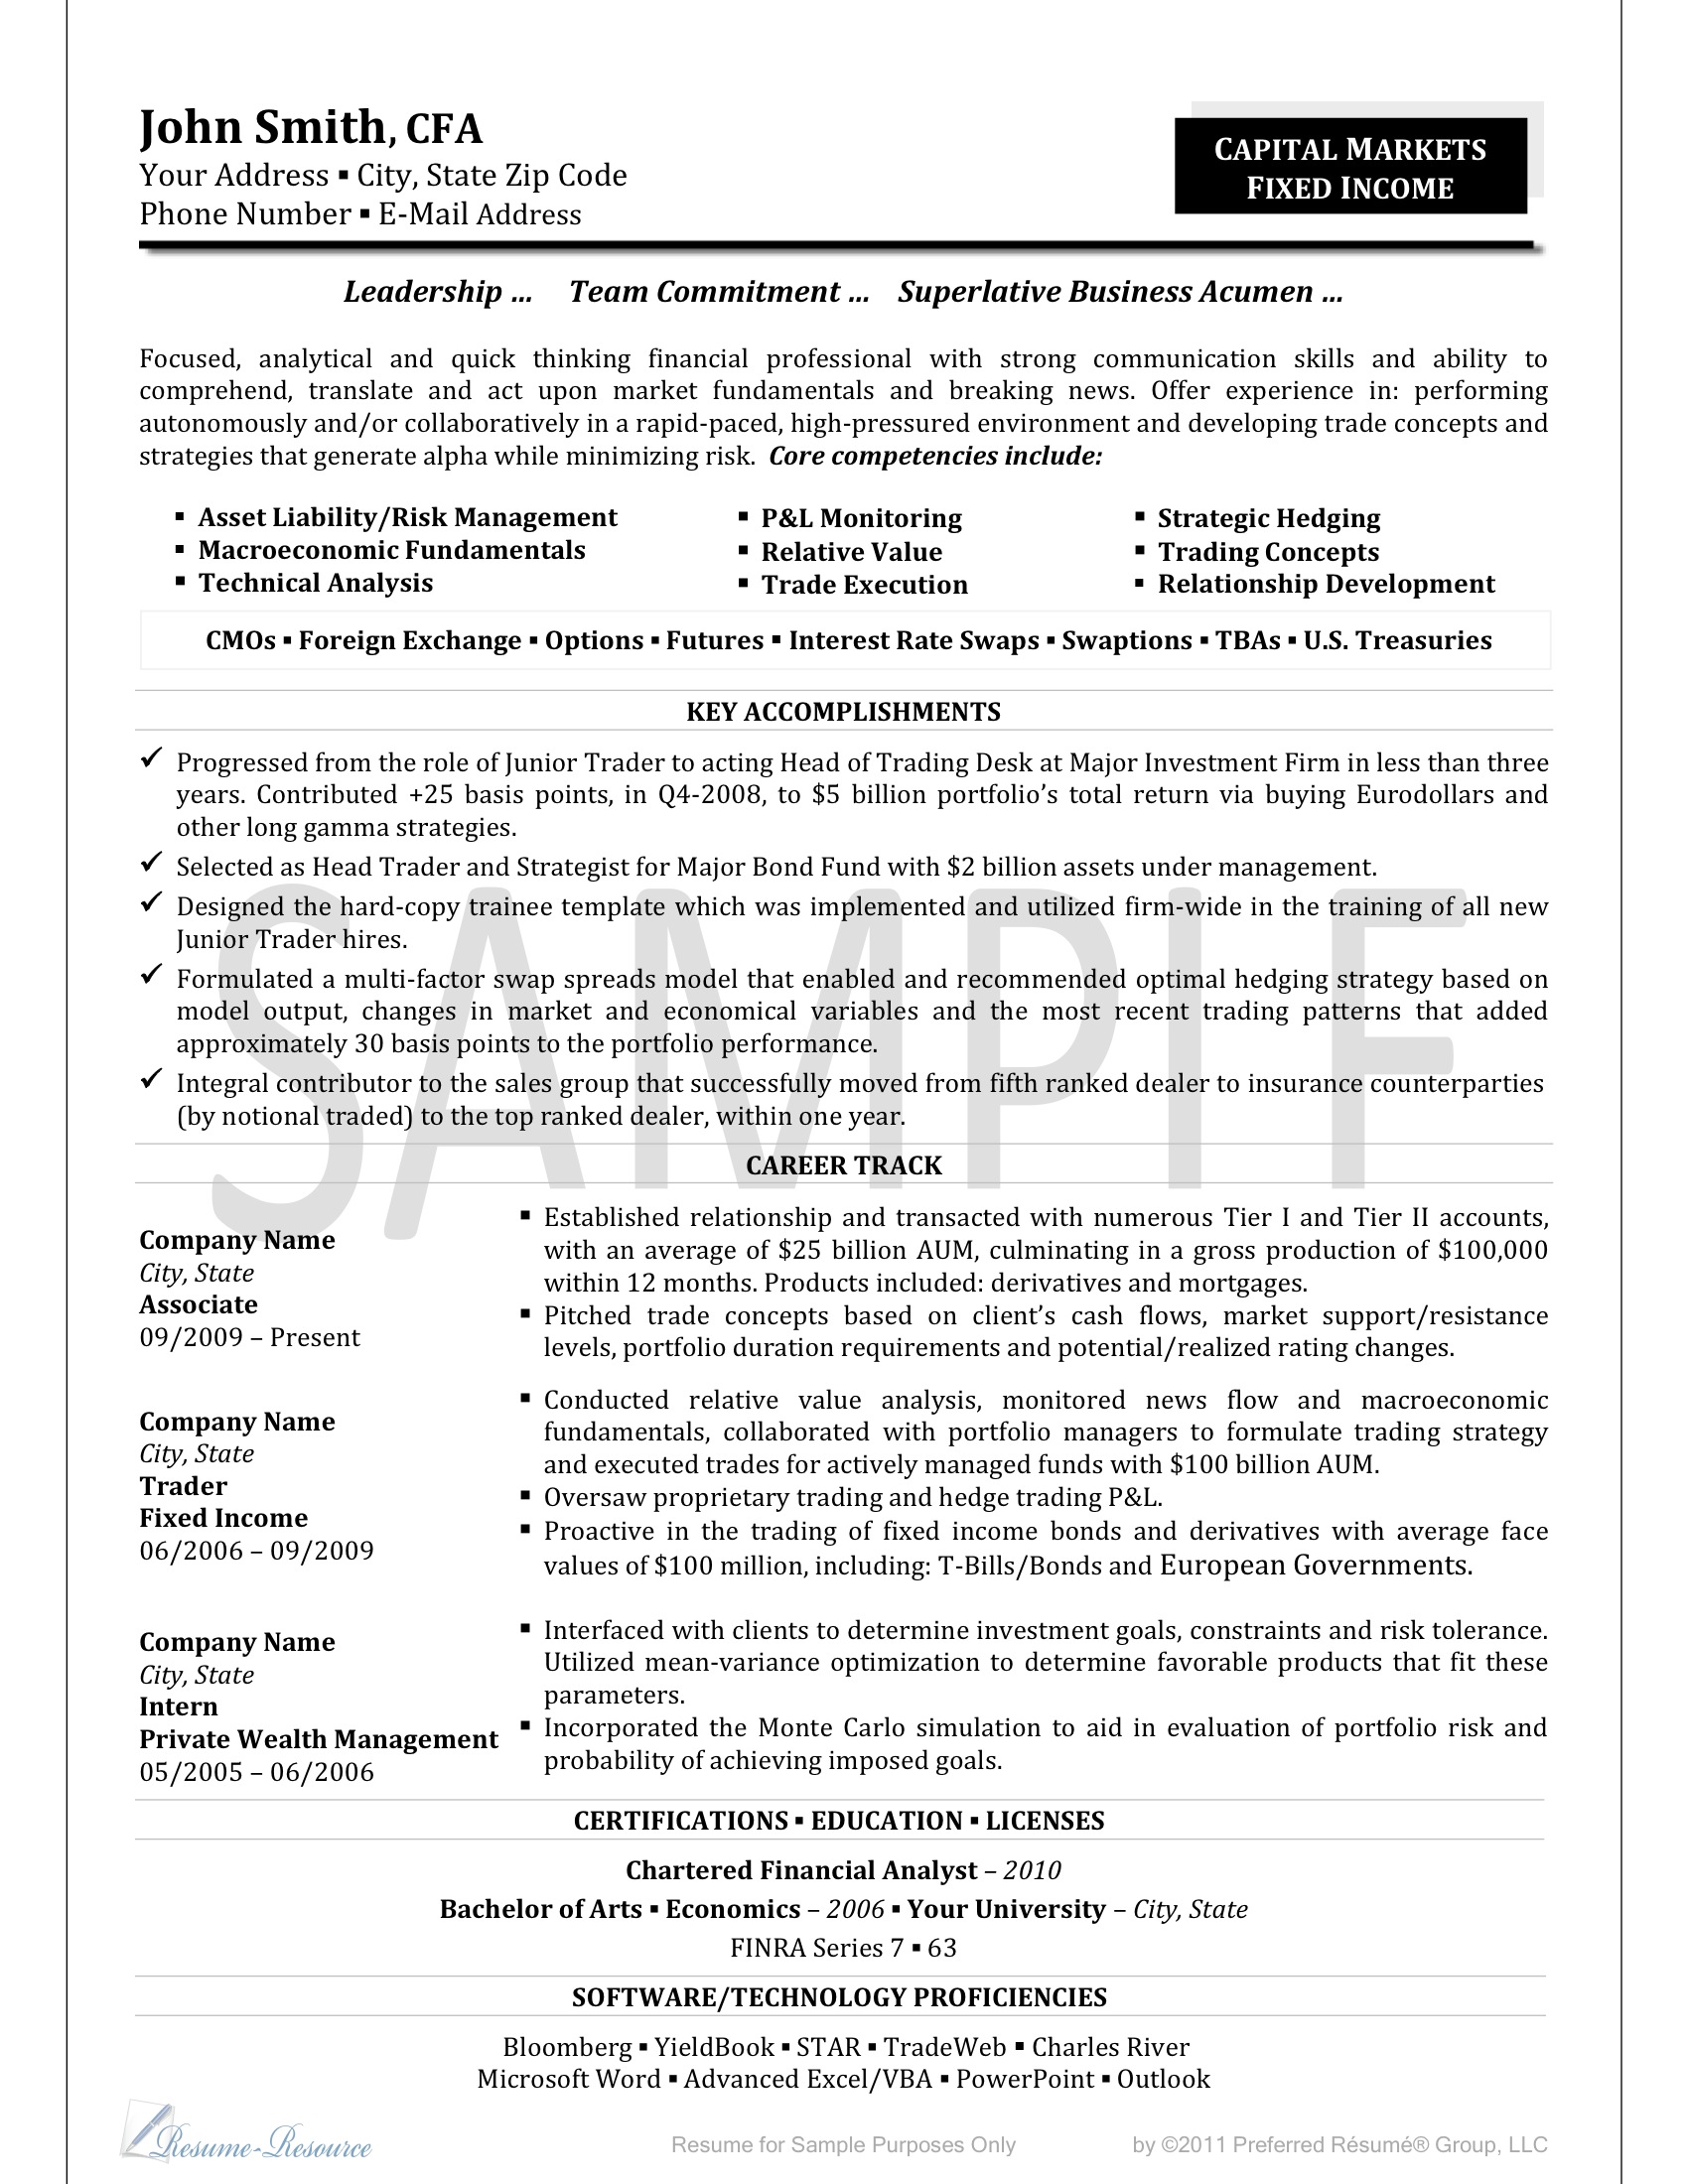 John Smith, CFA
Your Address ▪ City, State Zip Code
Phone Number ▪ E-Mail Address
CAPITAL MARKETS
FIXED INCOME
Leadership … Team Commitment … Superlative Business Acumen …
Focused, analytical and quick thinking financial professional with strong communication skills and ability to
comprehend, translate and act upon market fundamentals and breaking news. Offer experience in: performing
autonomously and/or collaboratively in a rapid-paced, high-pressured environment and developing trade concepts and
strategies that generate alpha while minimizing risk. Core competencies include:
▪ Asset Liability/Risk Management
▪ Macroeconomic Fundamentals
▪ Technical Analysis
▪ P&L Monitoring
▪ Relative Value
▪ Trade Execution
▪ Strategic Hedging
▪ Trading Concepts
▪ Relationship Development
CMOs ▪ Foreign Exchange ▪ Options ▪ Futures ▪ Interest Rate Swaps ▪ Swaptions ▪ TBAs ▪ U.S. Treasuries
KEY ACCOMPLISHMENTS
✓ Progressed from the role of Junior Trader to acting Head of Trading Desk at Major Investment Firm in less than three
years. Contributed +25 basis points, in Q4-2008, to $5 billion portfolio’s total return via buying Eurodollars and
other long gamma strategies.
✓ Selected as Head Trader and Strategist for Major Bond Fund with $2 billion assets under management.
✓ Designed the hard-copy trainee template which was implemented and utilized firm-wide in the training of all new
Junior Trader hires.
✓ Formulated a multi-factor swap spreads model that enabled and recommended optimal hedging strategy based on
model output, changes in market and economical variables and the most recent trading patterns that added
approximately 30 basis points to the portfolio performance.
✓ Integral contributor to the sales group that successfully moved from fifth ranked dealer to insurance counterparties
(by notional traded) to the top ranked dealer, within one year.
SAMPLE
CAREER TRACK
Company Name
City, State
Associate
09/2009 – Present
▪ Established relationship and transacted with numerous Tier I and Tier II accounts,
with an average of $25 billion AUM, culminating in a gross production of $100,000
within 12 months. Products included: derivatives and mortgages.
▪ Pitched trade concepts based on client’s cash flows, market support/resistance
levels, portfolio duration requirements and potential/realized rating changes.
Company Name
City, State
Trader
Fixed Income
06/2006 – 09/2009
▪ Conducted relative value analysis, monitored news flow and macroeconomic
fundamentals, collaborated with portfolio managers to formulate trading strategy
and executed trades for actively managed funds with $100 billion AUM.
▪ Oversaw proprietary trading and hedge trading P&L.
▪ Proactive in the trading of fixed income bonds and derivatives with average face
values of $100 million, including: T-Bills/Bonds and European Governments.
Company Name
City, State
Intern
Private Wealth Management
05/2005 – 06/2006
▪ Interfaced with clients to determine investment goals, constraints and risk tolerance.
Utilized mean-variance optimization to determine favorable products that fit these
parameters.
▪ Incorporated the Monte Carlo simulation to aid in evaluation of portfolio risk and
probability of achieving imposed goals.
CERTIFICATIONS ▪ EDUCATION ▪ LICENSES
Chartered Financial Analyst – 2010
Bachelor of Arts ▪ Economics – 2006 ▪ Your University – City, State
FINRA Series 7 ▪ 63
SOFTWARE/TECHNOLOGY PROFICIENCIES
Bloomberg ▪ YieldBook ▪ STAR ▪ TradeWeb ▪ Charles River
Microsoft Word ▪ Advanced Excel/VBA ▪ PowerPoint ▪ Outlook
Resume-Resource
Resume for Sample Purposes Only
by ©2011 Preferred Résumé® Group, LLC